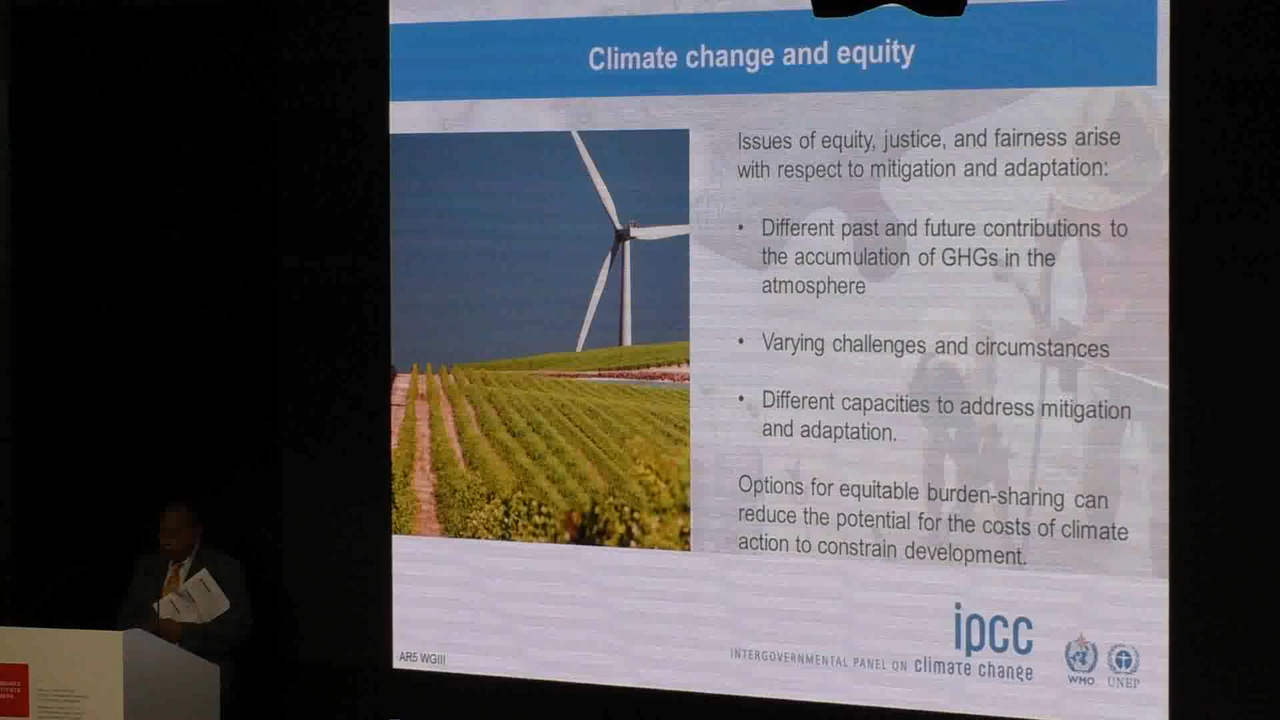 Climate change and equity
Issues of equity, justice, and fairness arise
with respect to mitigation and adaptation:
• Different past and future contributions to
the accumulation of GHGs in the
atmosphere
• Varying challenges and circumstances
• Different capacities to address mitigation
and adaptation.
Options for equitable burden-sharing can
reduce the potential for the costs of climate
action to constrain development.
AR5 WGIII
ipcc
INTERGOVERNMENTAL PANEL ON climate change
WMO
UNEP